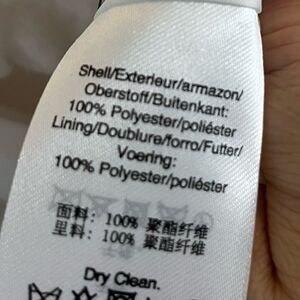 Shell/Exterieur/armazon/
Oberstoff/Buitenkant:
100% Polyester/poliéster
Lining/Doublure/forro/Futter/
Voering:
100% Polyester/poliéster
面料：100% 聚酯纤维
里料：100% 聚酯纤维
Dry Clean.